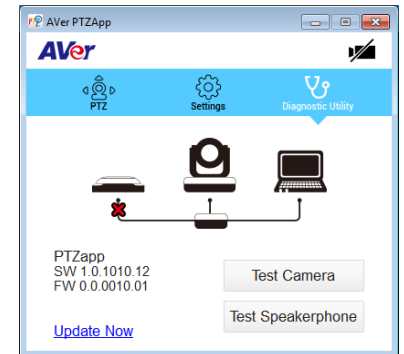 AVer PTZApp
AVer
PTZ
Settings
Diagnostic Utility
PTZapp
SW 1.0.1010.12
FW 0.0.0010.01
Update Now
Test Camera
Test Speakerphone